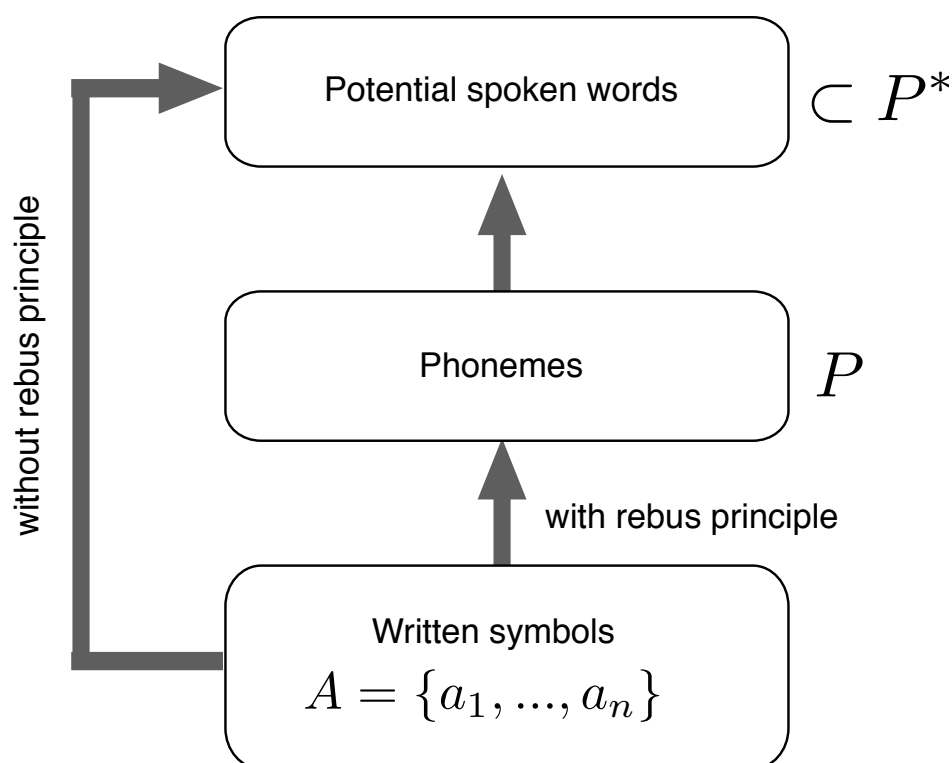 Potential spoken words
⊂ P*
without rebus principle
Phonemes
P
with rebus principle
Written symbols
A = {a₁, ..., aₙ}